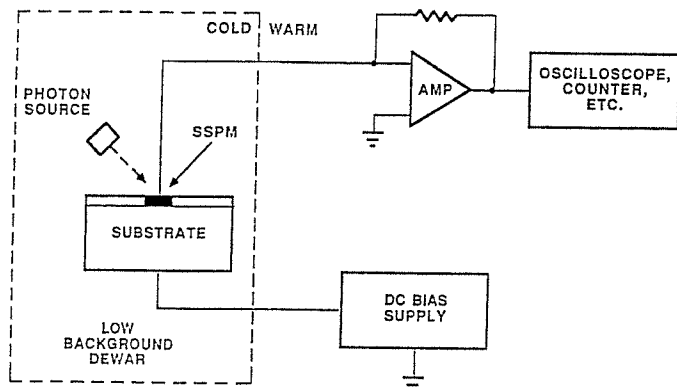 COLD WARM
PHOTON
SOURCE
SSPM
AMP
OSCILLOSCOPE,
COUNTER,
ETC.
SUBSTRATE
LOW
BACKGROUND
DEWAR
DC BIAS
SUPPLY